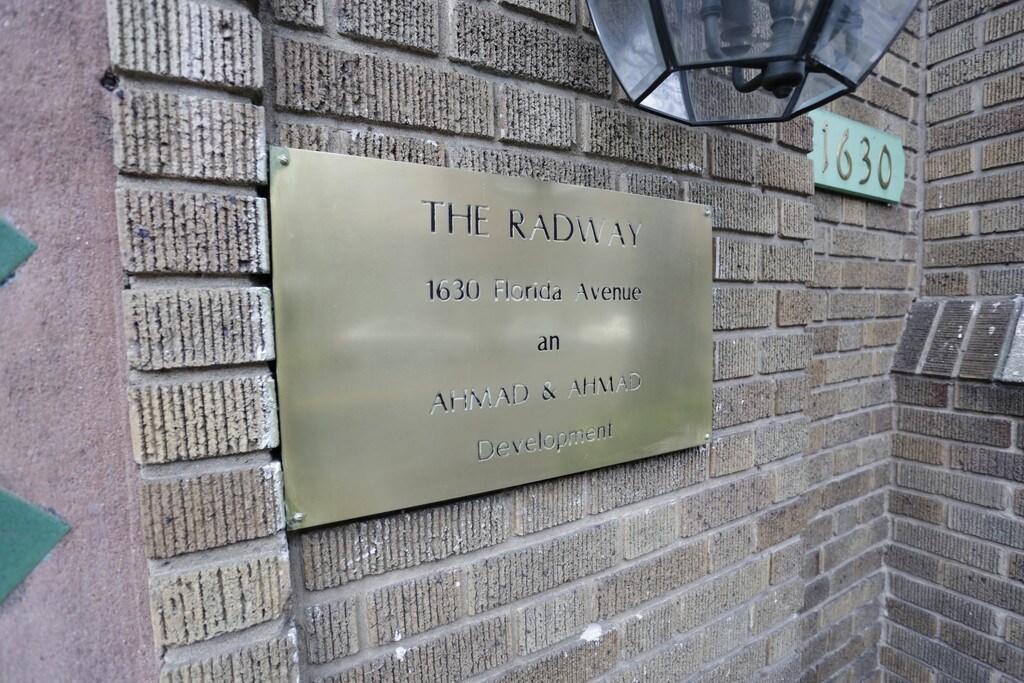 THE RADWAY
1630 Florida Avenue
an
AHMAD & AHMAD
Development
1630